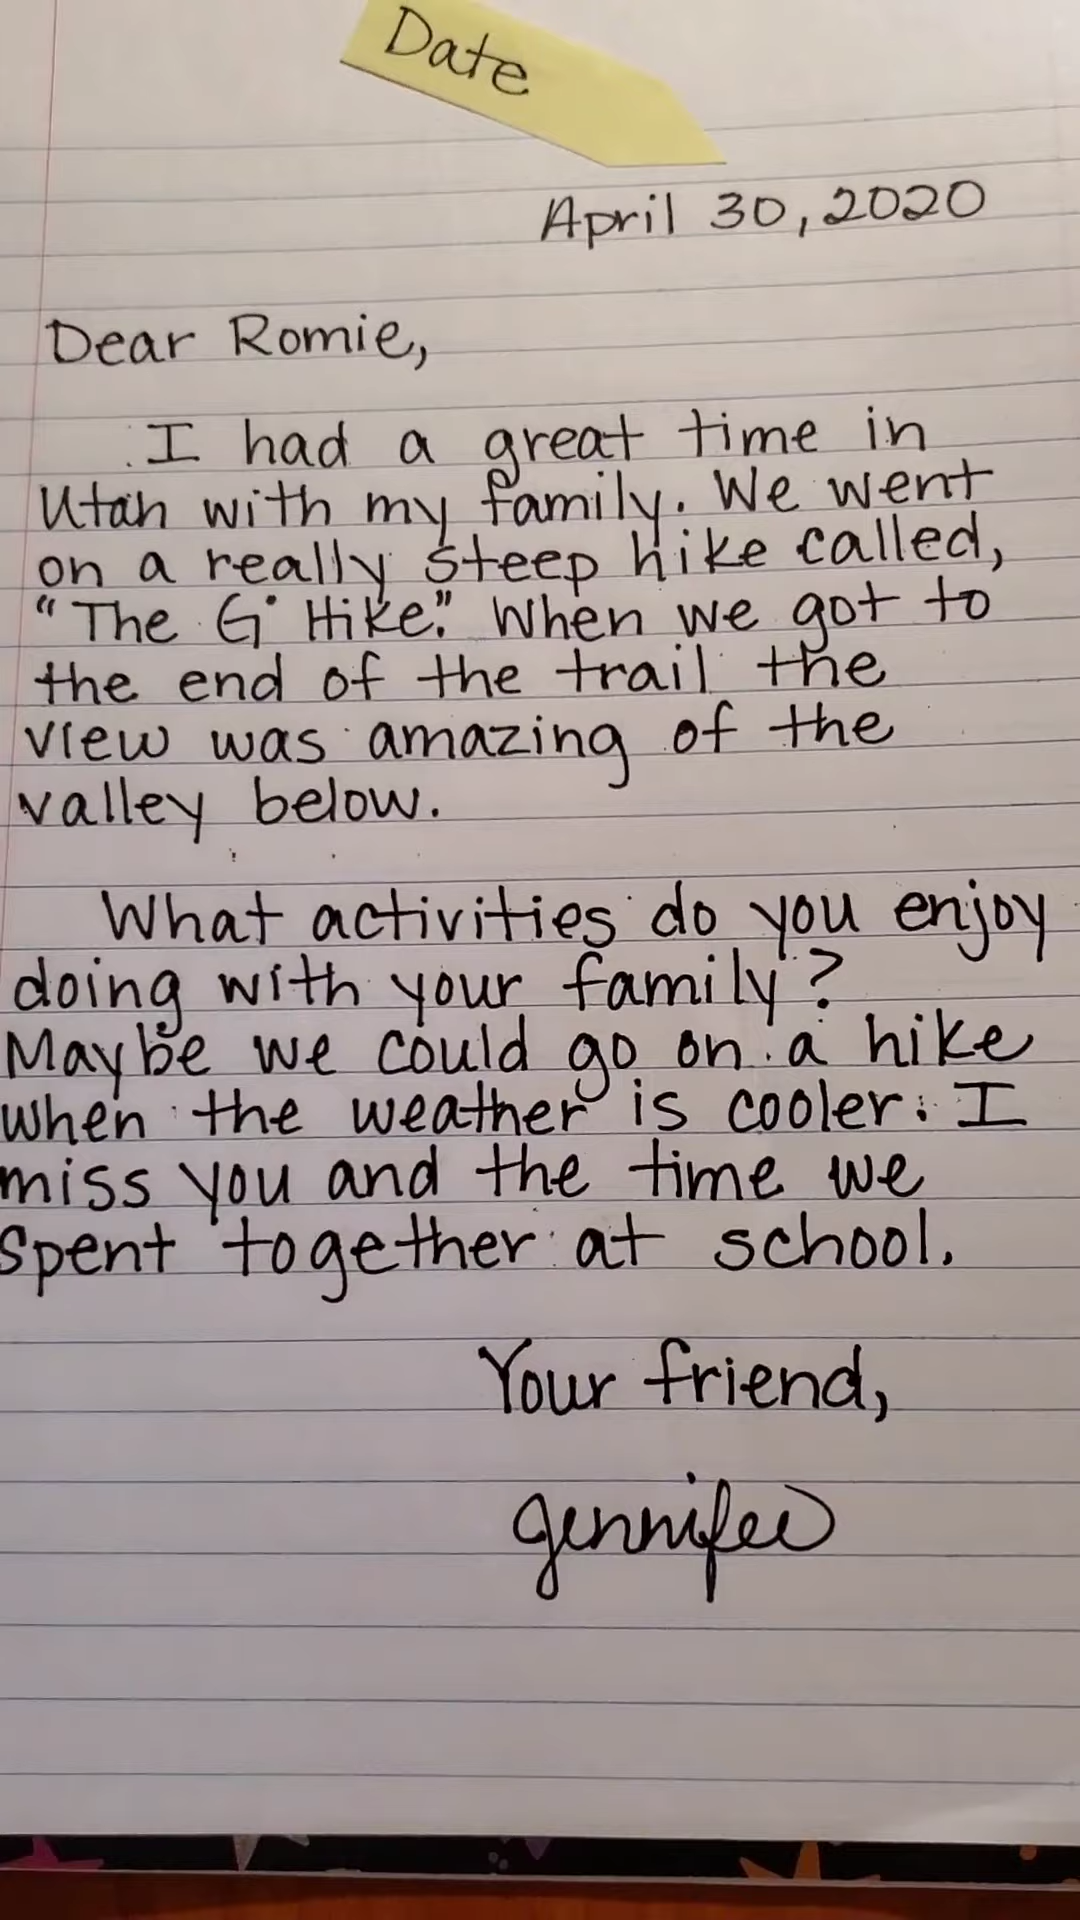 Date
April 30, 2020
Dear Romie,
I had a great time in
Utah with my family. We went
on a really steep hike called,
"The G Hike." When we got to
the end of the trail the
view was amazing of the
valley below.
What activities do you enjoy
doing with your family?
Maybe we could go on a hike
when the weather is cooler. I
miss you and the time we
spent together at school.
Your friend,
Jennifer